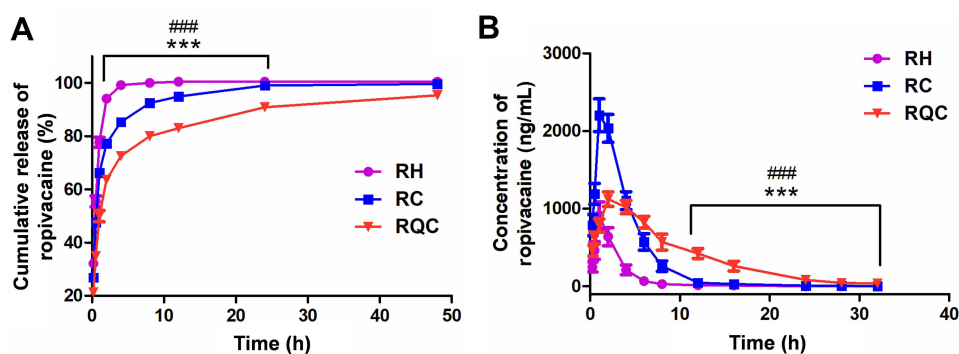 A
###
***
Cumulative release of
ropivacaine (%)
100
80
60
40
20
RH
RC
RQC
0
10
20
30
40
50
Time (h)
B
RH
RC
RQC
###
***
Concentration of
ropivacaine (ng/mL)
3000
2000
1000
0
0
10
20
30
40
Time (h)